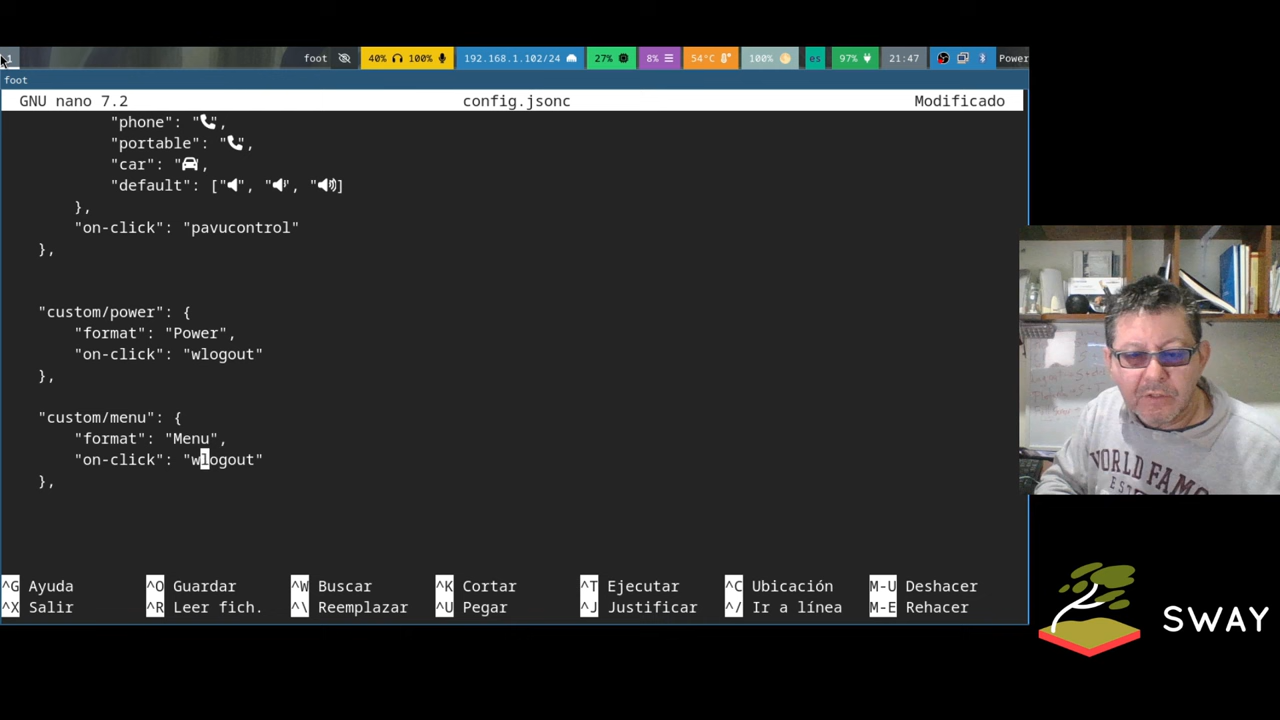 1 foot 40% 100% 192.168.1.102/24 27% 8% 54°C 100% es 97% 21:47 Power
foot
GNU nano 7.2 config.jsonc Modificado
"phone": "",
"portable": "",
"car": "",
"default": ["", "", ""]
},
"on-click": "pavucontrol"
},
"custom/power": {
"format": "Power",
"on-click": "wlogout"
},
"custom/menu": {
"format": "Menu",
"on-click": "wlogout"
},
^G Ayuda ^O Guardar ^W Buscar ^K Cortar ^T Ejecutar ^C Ubicación M-U Deshacer
^X Salir ^R Leer fich. ^\ Reemplazar ^U Pegar ^J Justificar ^/ Ir a línea M-E Rehacer
WORLD FAMO
SWAY